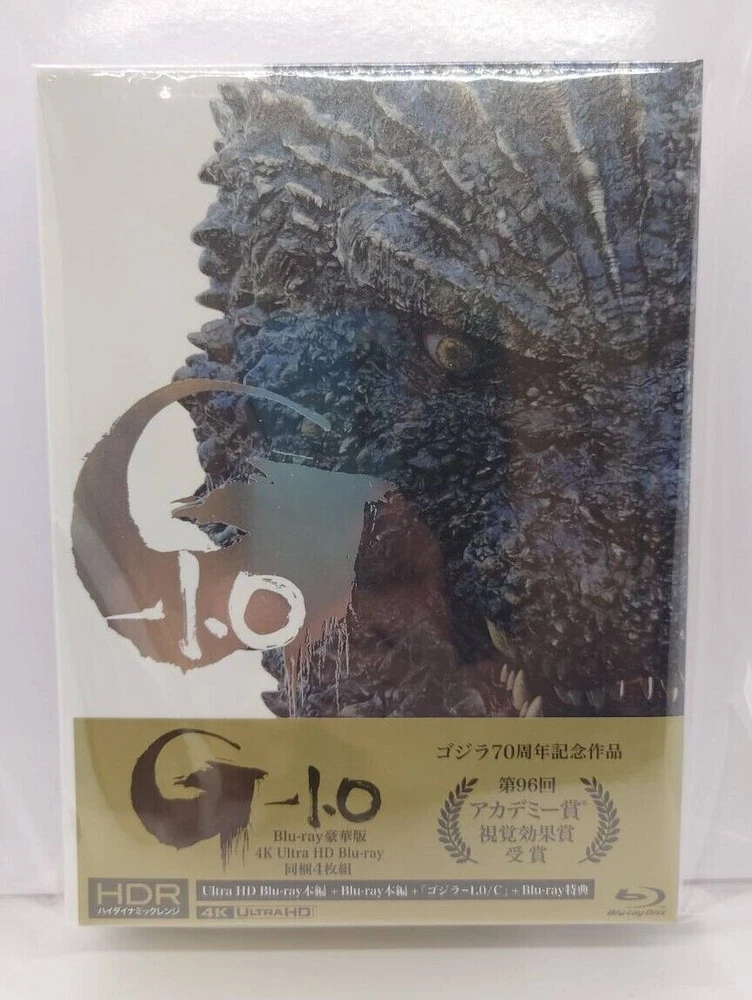 G
-1.0
G-1.0
Blu-ray豪華版
4K Ultra HD Blu-ray
同梱4枚組
ゴジラ70周年記念作品
第96回
アカデミー賞®
視覚効果賞
受賞
HDR
ハイダイナミックレンジ
Ultra HD Blu-ray本編 + Blu-ray本編 +「ゴジラ-1.0/C」+ Blu-ray特典
4K ULTRA HD
Blu-ray Disc